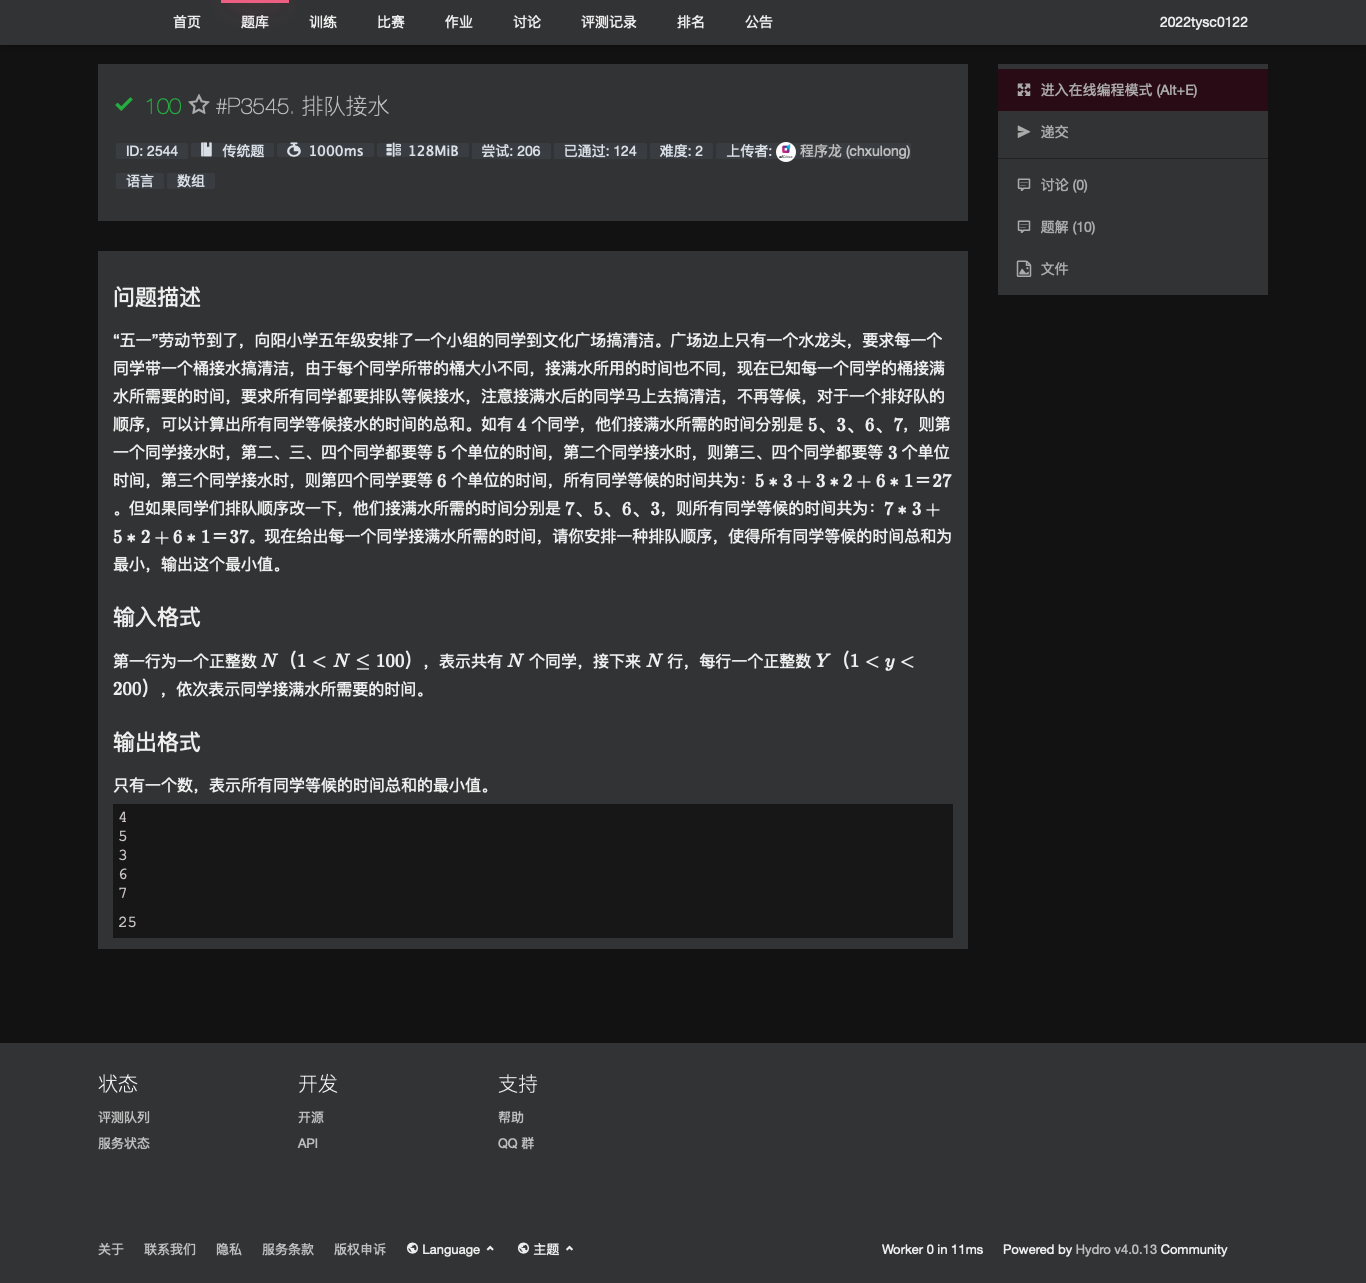 首页 题库 训练 比赛 作业 讨论 评测记录 排名 公告 2022tysc0122
100 #P3545. 排队接水
ID: 2544 传统题 1000ms 128MiB 尝试: 206 已通过: 124 难度: 2 上传者: 程序龙 (chxulong)
语言 数组
进入在线编程模式 (Alt+E)
递交
讨论 (0)
题解 (10)
文件
问题描述
“五一”劳动节到了，向阳小学五年级安排了一个小组的同学到文化广场搞清洁。广场边上只有一个水龙头，要求每一个
同学带一个桶接水搞清洁，由于每个同学所带的桶大小不同，接满水所用的时间也不同，现在已知每一个同学的桶接满
水所需要的时间，要求所有同学都要排队等候接水，注意接满水后的同学马上去搞清洁，不再等候，对于一个排好队的
顺序，可以计算出所有同学等候接水的时间的总和。如有 4 个同学，他们接满水所需的时间分别是 5、3、6、7，则第
一个同学接水时，第二、三、四个同学都要等 5 个单位的时间，第二个同学接水时，则第三、四个同学都要等 3 个单位
时间，第三个同学接水时，则第四个同学要等 6 个单位的时间，所有同学等候的时间共为：5 * 3 + 3 * 2 + 6 * 1＝27
。但如果同学们排队顺序改一下，他们接满水所需的时间分别是 7、5、6、3，则所有同学等候的时间共为：7 * 3 +
5 * 2 + 6 * 1＝37。现在给出每一个同学接满水所需的时间，请你安排一种排队顺序，使得所有同学等候的时间总和为
最小，输出这个最小值。
输入格式
第一行为一个正整数 N（1 < N ≤ 100），表示共有 N 个同学，接下来 N 行，每行一个正整数 Y（1 < y <
200），依次表示同学接满水所需要的时间。
输出格式
只有一个数，表示所有同学等候的时间总和的最小值。
4
5
3
6
7
25
状态 开发 支持
评测队列 开源 帮助
服务状态 API QQ 群
关于 联系我们 隐私 服务条款 版权申诉 Language 主题 Worker 0 in 11ms Powered by Hydro v4.0.13 Community